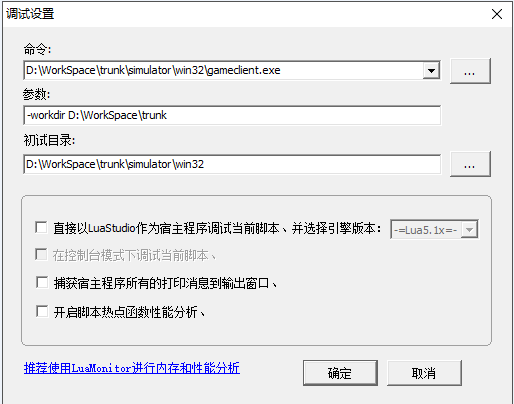 调试设置
命令:
D:\WorkSpace\trunk\simulator\win32\gameclient.exe
...
参数:
-workdir D:\WorkSpace\trunk
初试目录:
D:\WorkSpace\trunk\simulator\win32
...
直接以LuaStudio作为宿主程序调试当前脚本、并选择引擎版本: -=Lua5.1x=-
在控制台模式下调试当前脚本、
捕获宿主程序所有的打印消息到输出窗口、
开启脚本热点函数性能分析、
推荐使用LuaMonitor进行内存和性能分析
确定 取消